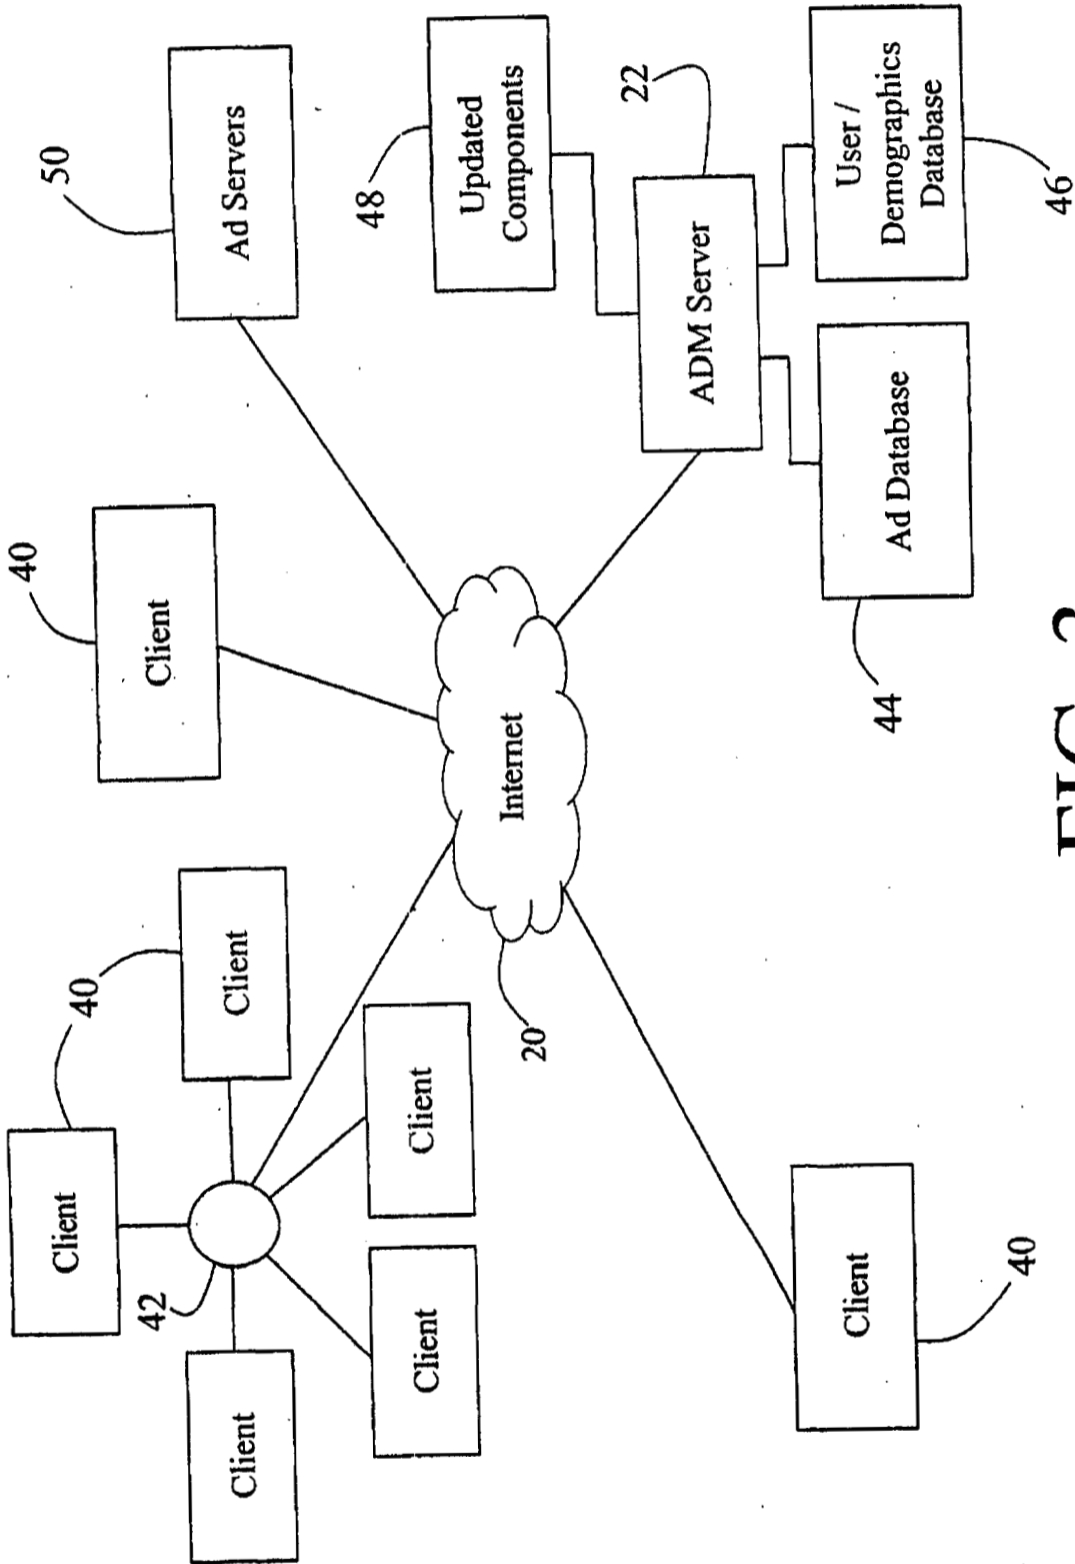 40
50
Client
40
Client
42
Ad Servers
Client
Client
48
Client
Client
Updated
Components
Internet
20
22
ADM Server
Client
User /
Demographics
Database
Ad Database
44
40
46
FIG.